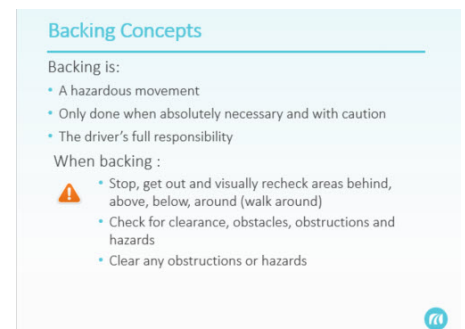 Backing Concepts
Backing is:
• A hazardous movement
• Only done when absolutely necessary and with caution
• The driver's full responsibility
When backing :
• Stop, get out and visually recheck areas behind,
above, below, around (walk around)
• Check for clearance, obstacles, obstructions and
hazards
• Clear any obstructions or hazards